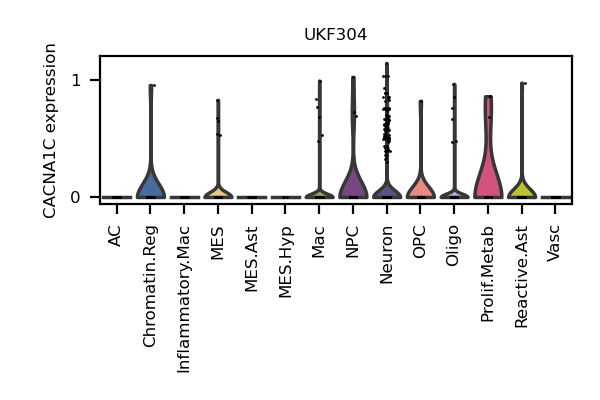 UKF304
CACNA1C expression
1
0
AC
Chromatin.Reg
Inflammatory.Mac
MES
MES.Ast
MES.Hyp
Mac
NPC
Neuron
OPC
Oligo
Prolif.Metab
Reactive.Ast
Vasc